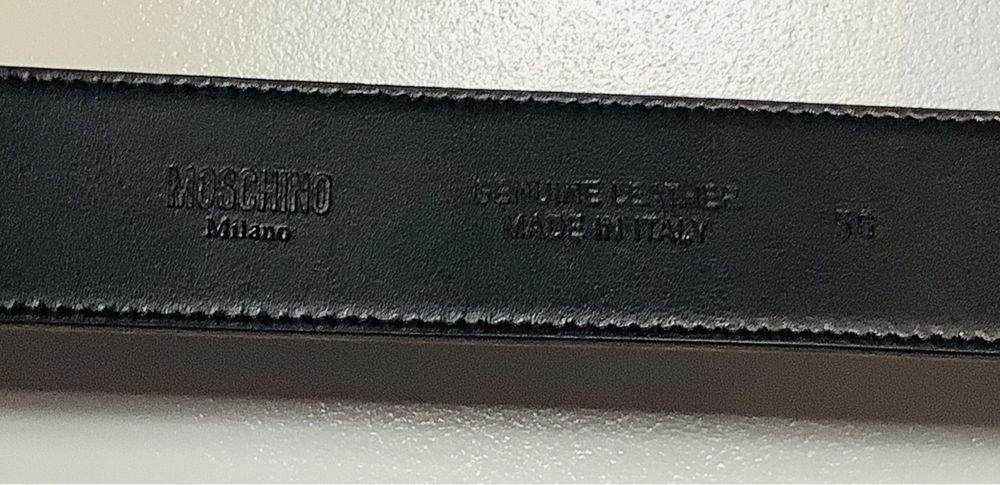 MOSCHINO
Milano
GENUINE LEATHER
MADE IN ITALY